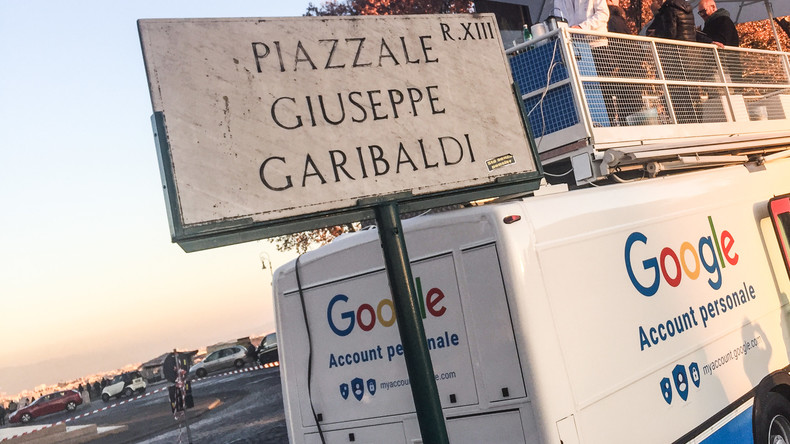 R.XIII
PIAZZALE
GIUSEPPE
GARIBALDI
Google
Account personale
myaccount.google.com
Google
Account personale
myaccount.google.com